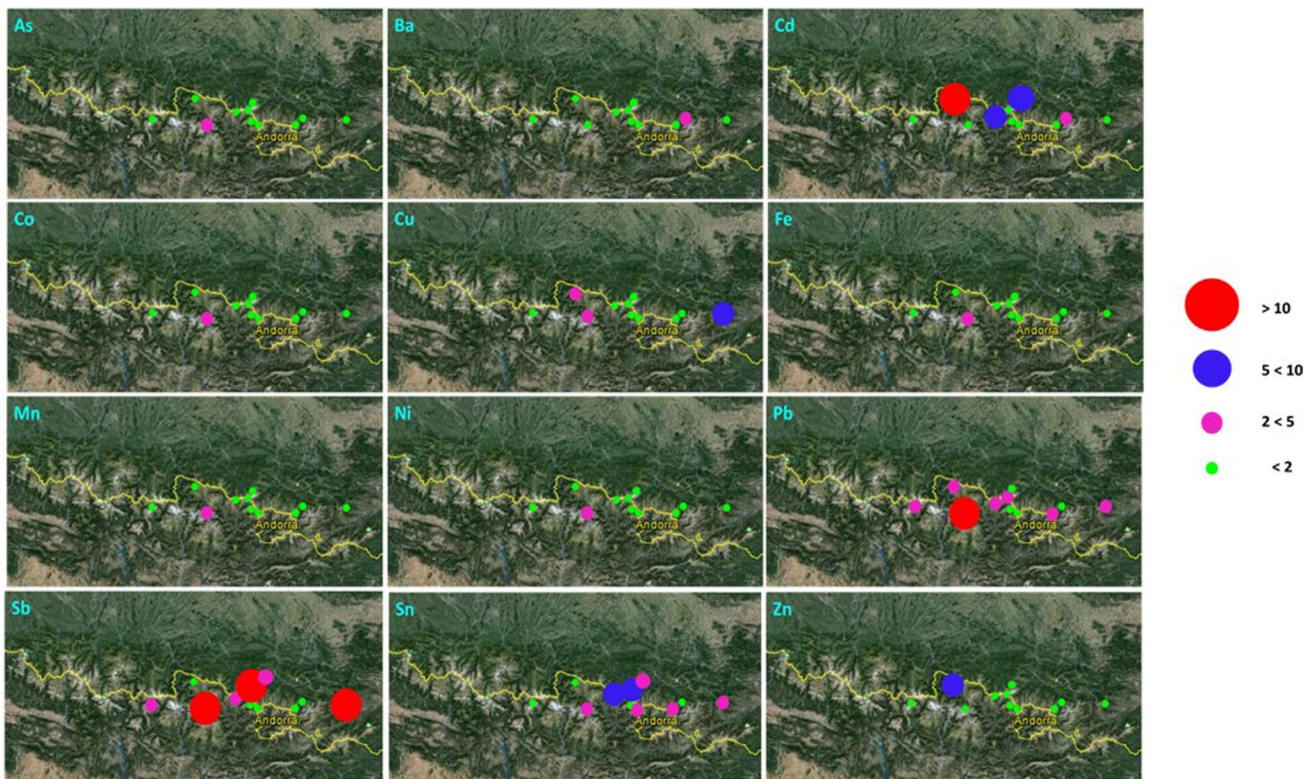 As
Ba
Cd
Andorra
Andorra
Andorra
Co
Cu
Fe
Andorra
Andorra
Andorra
Mn
Ni
Pb
Andorra
Andorra
Andorra
Sb
Sn
Zn
Andorra
Andorra
Andorra
> 10
5 < 10
2 < 5
< 2